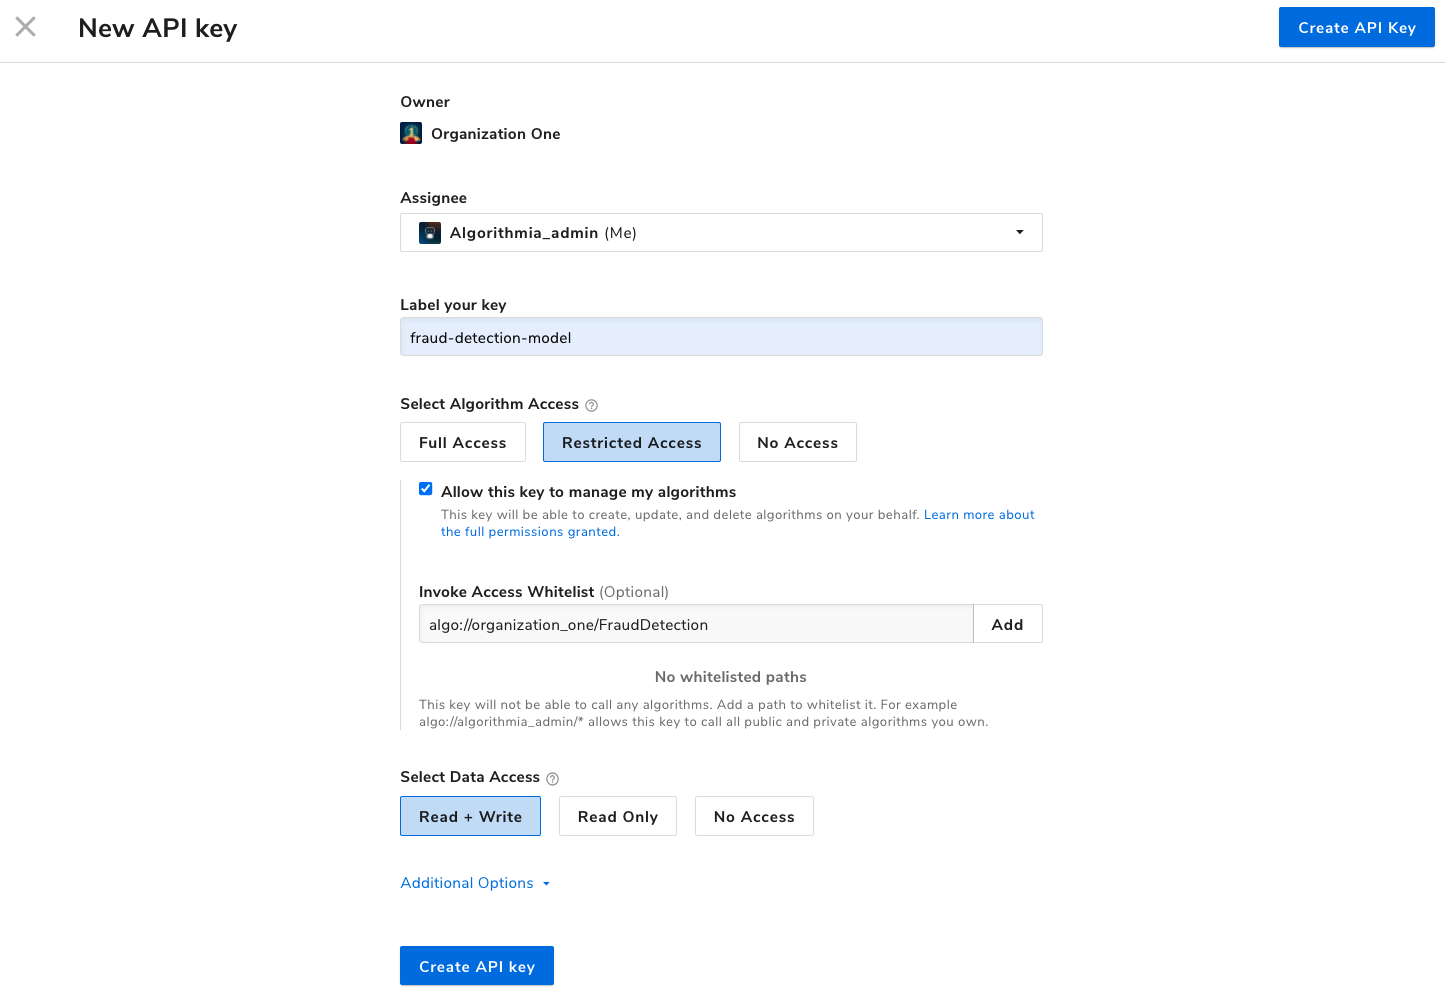 New API key
Create API Key
Owner
Organization One
Assignee
Algorithmia_admin (Me)
Label your key
fraud-detection-model
Select Algorithm Access ?
Full Access
Restricted Access
No Access
Allow this key to manage my algorithms
This key will be able to create, update, and delete algorithms on your behalf. Learn more about
the full permissions granted.
Invoke Access Whitelist (Optional)
algo://organization_one/FraudDetection
Add
No whitelisted paths
This key will not be able to call any algorithms. Add a path to whitelist it. For example
algo://algorithmia_admin/* allows this key to call all public and private algorithms you own.
Select Data Access ?
Read + Write
Read Only
No Access
Additional Options
Create API key